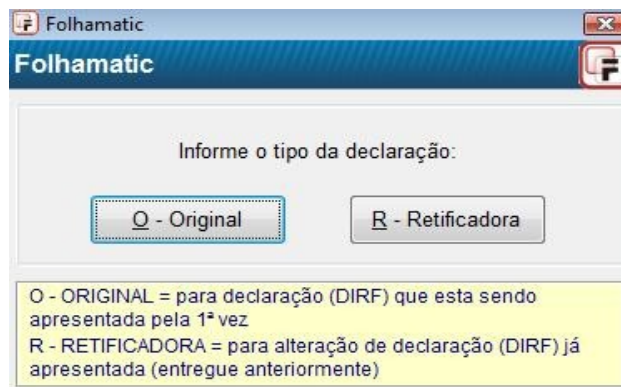 Folhamatic
Folhamatic
Informe o tipo da declaração:
O - Original
R - Retificadora
O - ORIGINAL = para declaração (DIRF) que esta sendo
apresentada pela 1ª vez
R - RETIFICADORA = para alteração de declaração (DIRF) já
apresentada (entregue anteriormente)